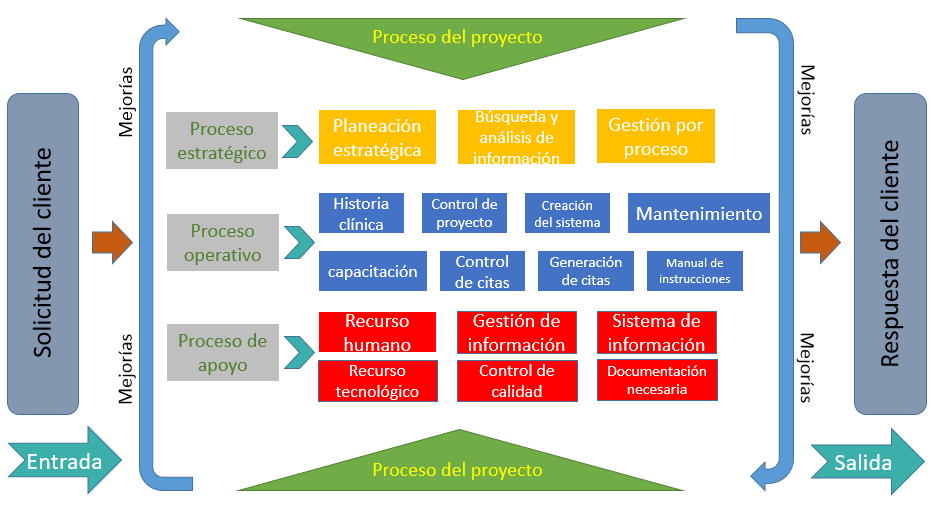 Proceso del proyecto
Mejorías
Mejorías
Solicitud del cliente
Respuesta del cliente
Proceso
estratégico
Planeación
estratégica
Búsqueda y
análisis de
información
Gestión por
proceso
Proceso
operativo
Historia
clínica
Control de
proyecto
Creación
del sistema
Mantenimiento
capacitación
Control
de citas
Generación
de citas
Manual de
instrucciones
Proceso de
apoyo
Recurso
humano
Gestión de
información
Sistema de
información
Recurso
tecnológico
Control de
calidad
Documentación
necesaria
Mejorías
Mejorías
Entrada
Salida
Proceso del proyecto